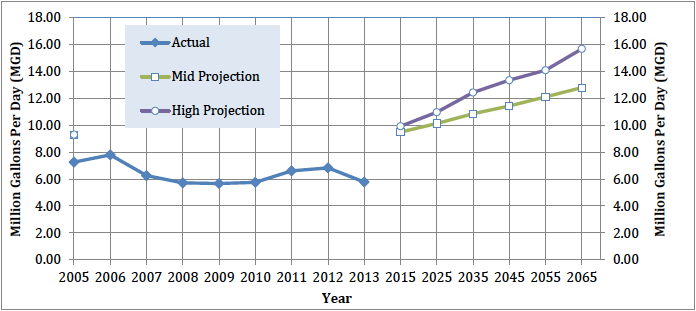 18.00
16.00
14.00
12.00
10.00
8.00
6.00
4.00
2.00
0.00
Million Gallons Per Day (MGD)
Actual
Mid Projection
High Projection
18.00
16.00
14.00
12.00
10.00
8.00
6.00
4.00
2.00
0.00
Million Gallons Per Day (MGD)
2005 2006 2007 2008 2009 2010 2011 2012 2013 2015 2025 2035 2045 2055 2065
Year